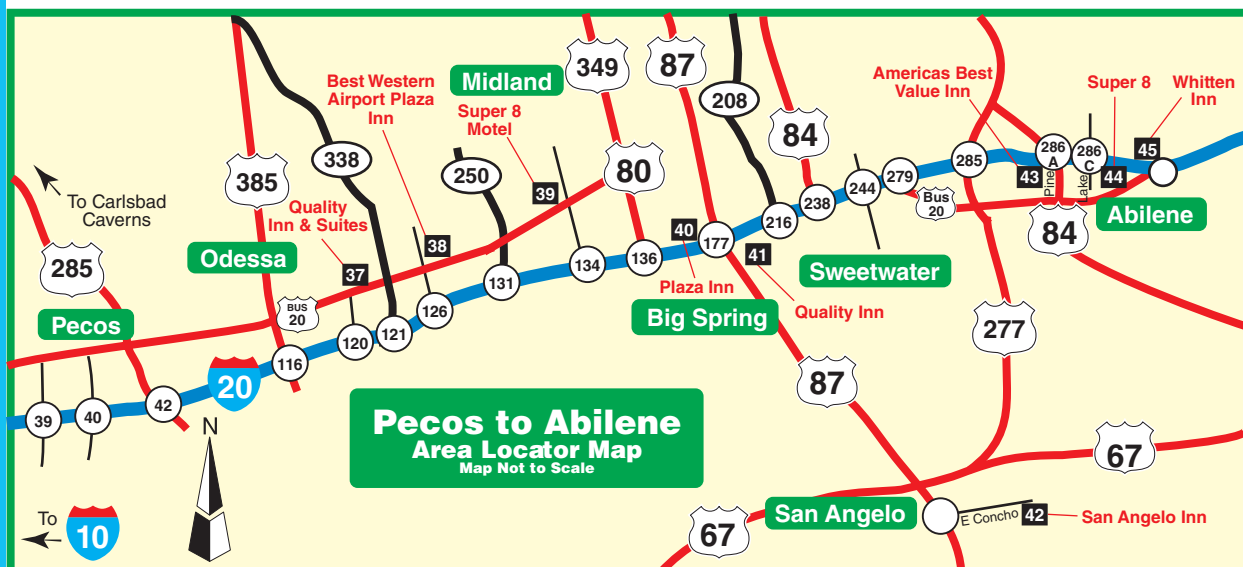 349
87
208
84
Midland
Best Western
Airport Plaza
Inn
Super 8
Motel
Americas Best
Value Inn
Super 8
Whitten
Inn
338
250
80
385
39
285
286
A
286
C
45
43
44
Pine
Lake
279
244
238
216
Bus
20
Abilene
84
To Carlsbad
Caverns
285
Quality
Inn & Suites
38
37
Odessa
BUS
20
Pecos
40
177
41
Plaza Inn
Quality Inn
Big Spring
Sweetwater
277
134
136
131
126
121
120
116
20
42
40
39
87
Pecos to Abilene
Area Locator Map
Map Not to Scale
N
To
10
67
67
San Angelo
E Concho
42
San Angelo Inn